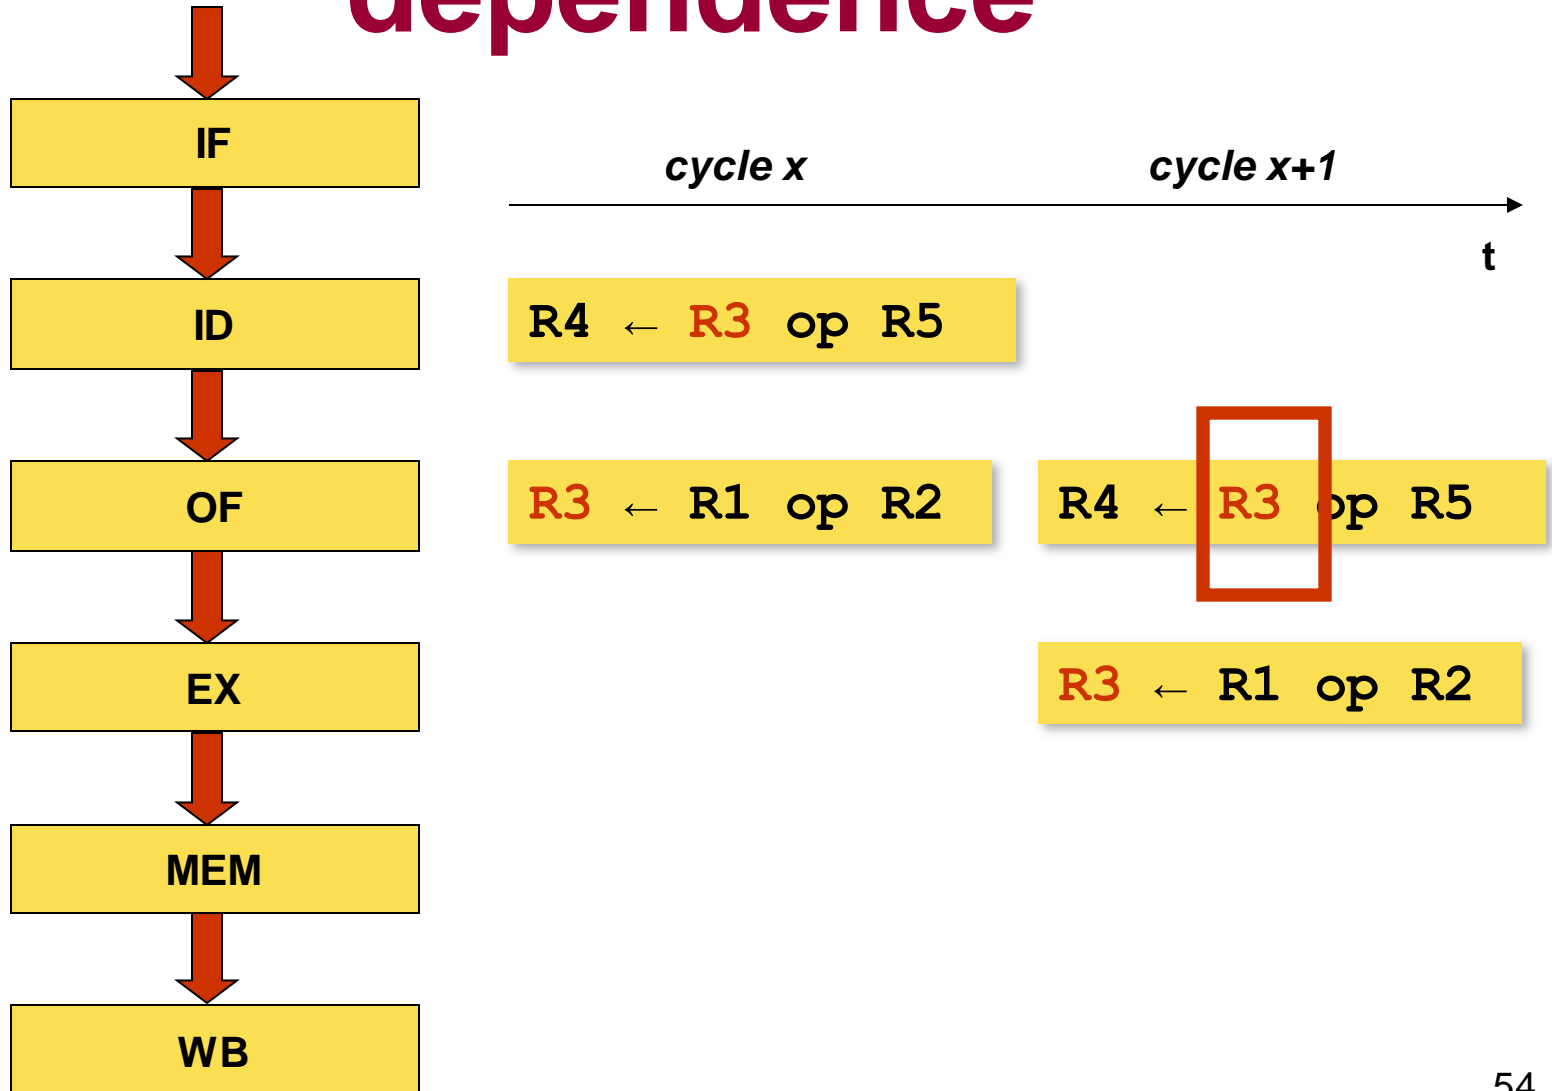 dependence
IF
cycle x
cycle x+1
t
ID
R4 ← R3 op R5
OF
R3 ← R1 op R2
R4 ← R3 op R5
EX
R3 ← R1 op R2
MEM
WB
54